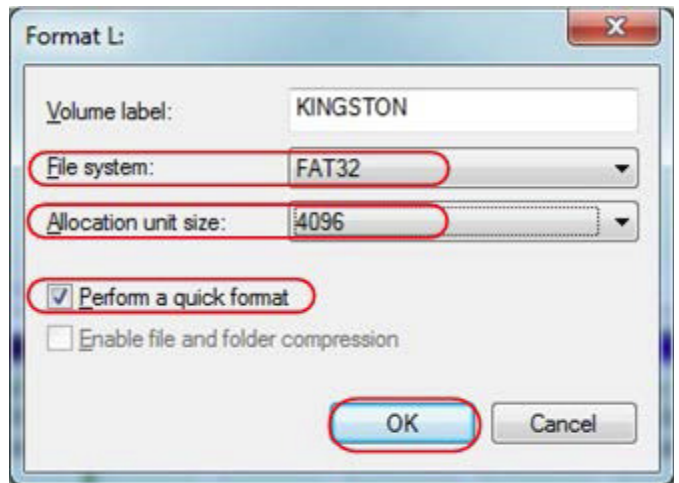 Format L:
Volume label: KINGSTON
File system: FAT32
Allocation unit size: 4096
Perform a quick format
Enable file and folder compression
OK Cancel